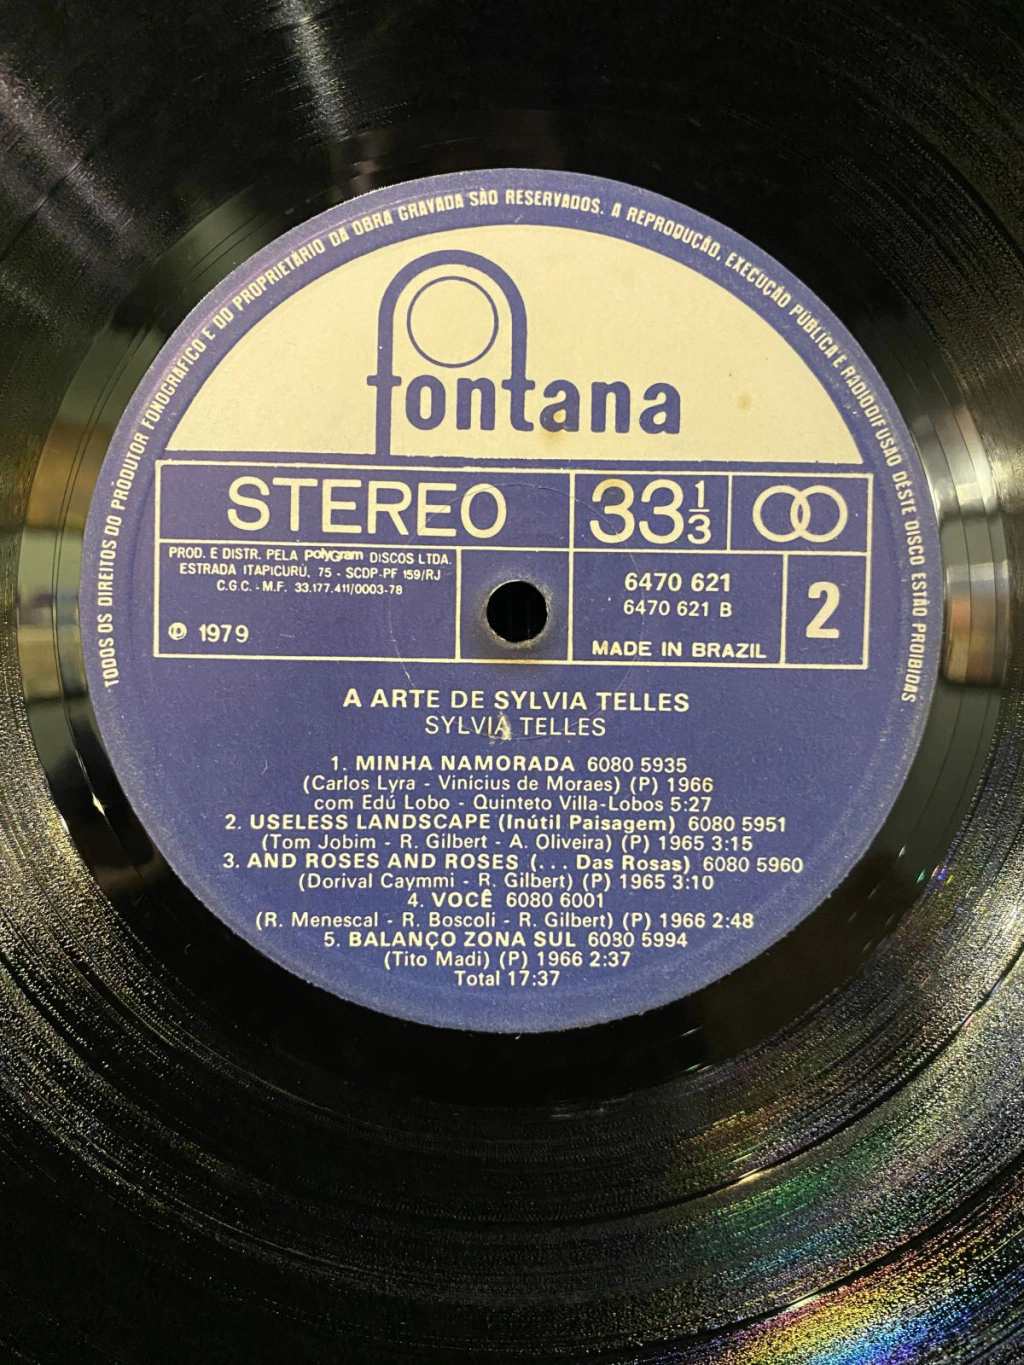 TODOS OS DIREITOS DO PRODUTOR FONOGRÁFICO E DO PROPRIETÁRIO DA OBRA GRAVADA SÃO RESERVADOS. A REPRODUÇÃO, EXECUÇÃO PÚBLICA E RADIODIFUSÃO DESTE DISCO ESTÃO PROIBIDAS
fontana
STEREO
33 1/3
PROD. E DISTR. PELA polygram DISCOS LTDA.
ESTRADA ITAPICURÚ, 75 - SCDP-PF 159/RJ
C.G.C. - M.F. 33.177.411/0003-78
℗ 1979
6470 621
6470 621 B
MADE IN BRAZIL
2
A ARTE DE SYLVIA TELLES
SYLVIA TELLES
1. MINHA NAMORADA 6080 5935
(Carlos Lyra - Vinícius de Moraes) (P) 1966
com Edú Lobo - Quinteto Villa-Lobos 5:27
2. USELESS LANDSCAPE (Inútil Paisagem) 6080 5951
(Tom Jobim - R. Gilbert - A. Oliveira) (P) 1965 3:15
3. AND ROSES AND ROSES (... Das Rosas) 6080 5960
(Dorival Caymmi - R. Gilbert) (P) 1965 3:10
4. VOCÊ 6080 6001
(R. Menescal - R. Boscoli - R. Gilbert) (P) 1966 2:48
5. BALANÇO ZONA SUL 6030 5994
(Tito Madi) (P) 1966 2:37
Total 17:37